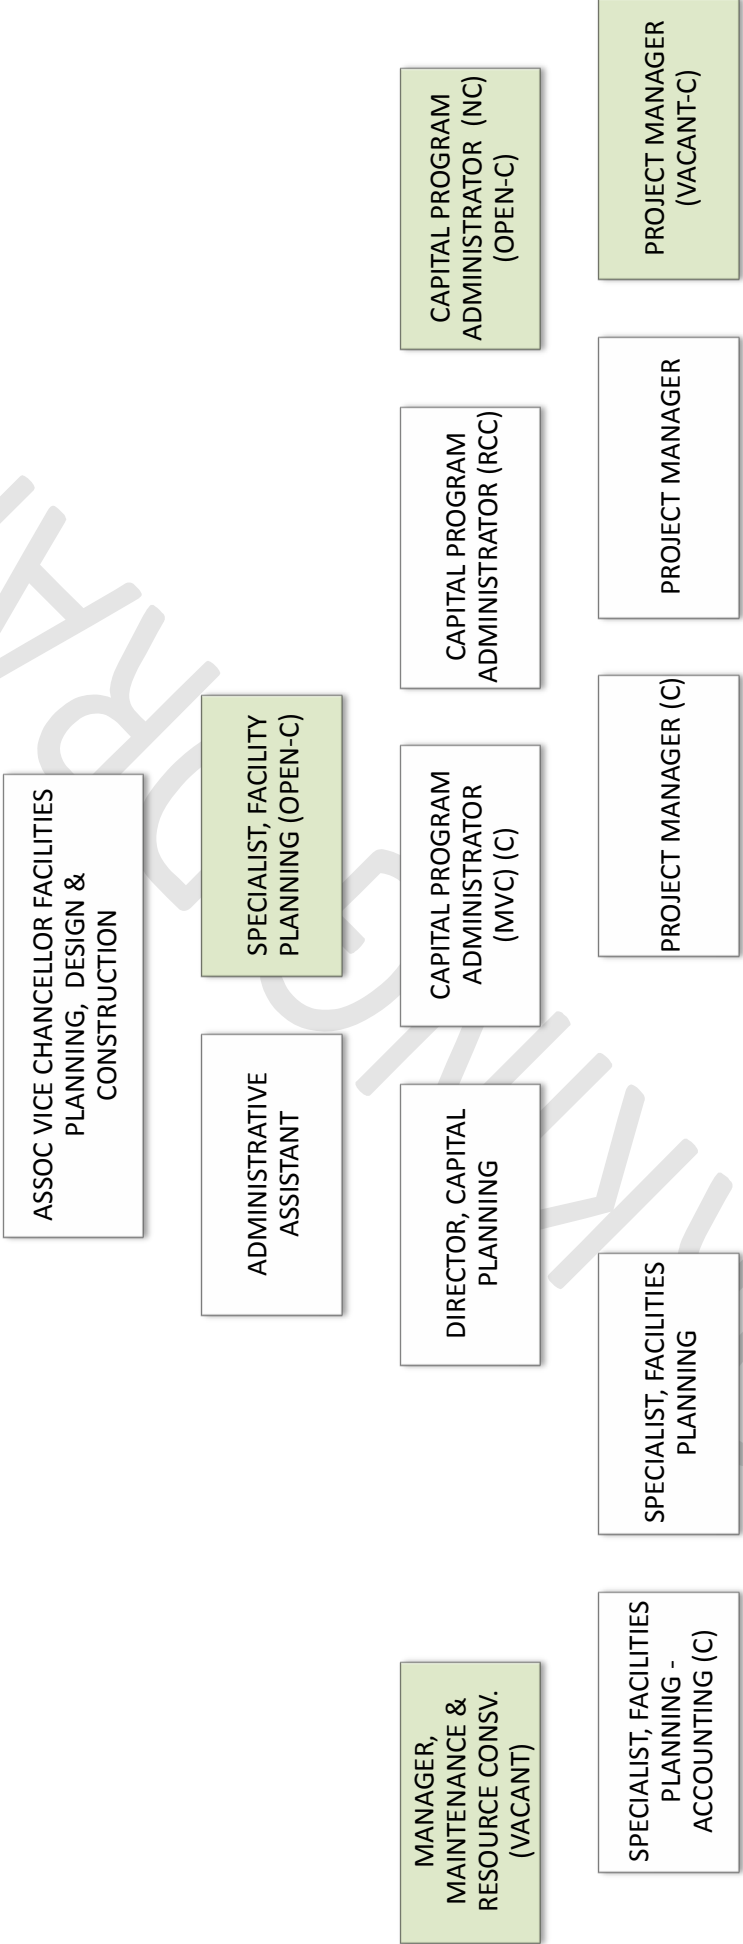 ASSOC VICE CHANCELLOR FACILITIES
PLANNING, DESIGN &
CONSTRUCTION
ADMINISTRATIVE
ASSISTANT
SPECIALIST, FACILITY
PLANNING (OPEN-C)
MANAGER,
MAINTENANCE &
RESOURCE CONSV.
(VACANT)
DIRECTOR, CAPITAL
PLANNING
CAPITAL PROGRAM
ADMINISTRATOR
(MVC) (C)
CAPITAL PROGRAM
ADMINISTRATOR (RCC)
CAPITAL PROGRAM
ADMINISTRATOR (NC)
(OPEN-C)
SPECIALIST, FACILITIES
PLANNING -
ACCOUNTING (C)
SPECIALIST, FACILITIES
PLANNING
PROJECT MANAGER (C)
PROJECT MANAGER
PROJECT MANAGER
(VACANT-C)